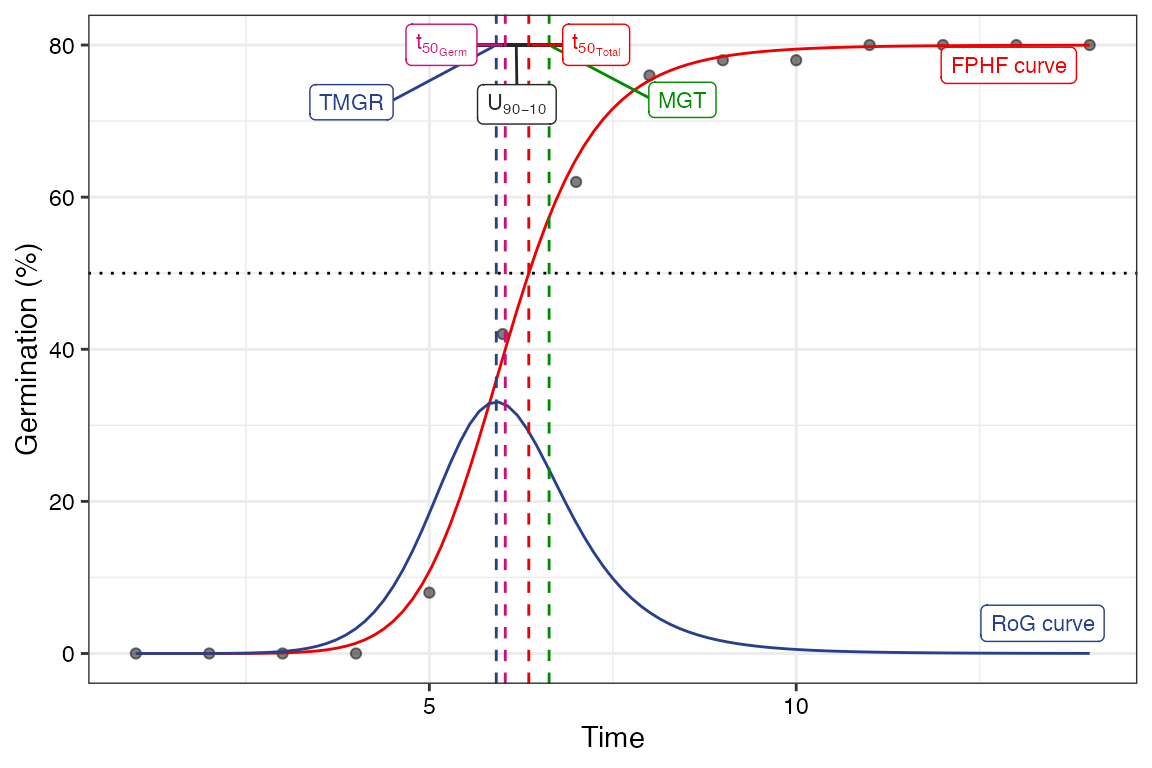 80
60
40
20
0
Germination (%)
t50Germ
t50Total
FPHF curve
TMGR
U90−10
MGT
RoG curve
5
10
Time